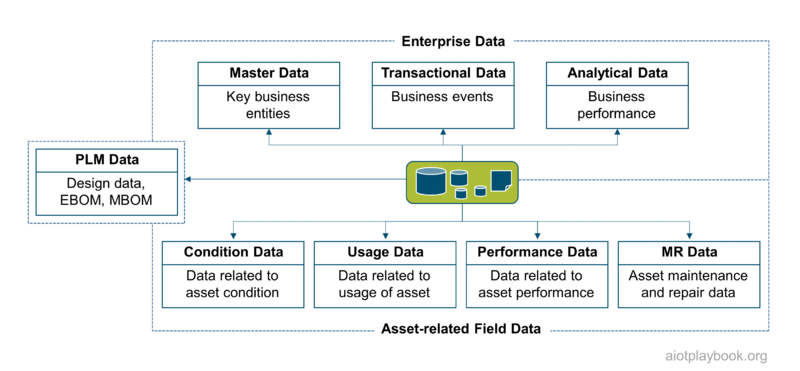 Enterprise Data
Master Data
Key business
entities
Transactional Data
Business events
Analytical Data
Business
performance
PLM Data
Design data,
EBOM, MBOM
Condition Data
Data related to
asset condition
Usage Data
Data related to
usage of asset
Performance Data
Data related to
asset performance
MR Data
Asset maintenance
and repair data
Asset-related Field Data
aiotplaybook.org